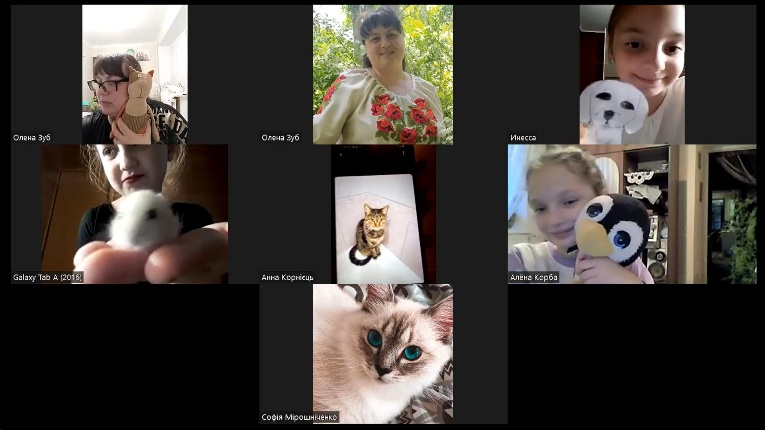 Олена Зуб
Олена Зуб
Инесса
Galaxy Tab A (2016)
Анна Корнієць
Алёна Корба
Софія Мірошніченко